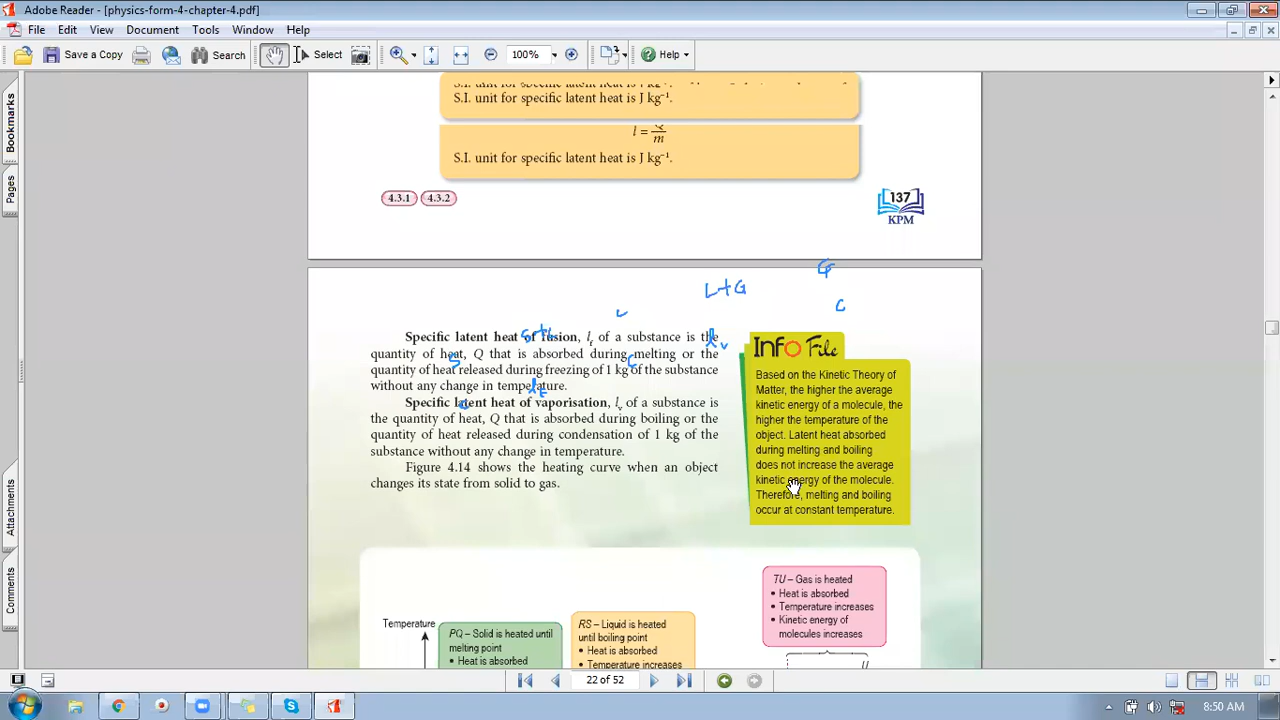 Adobe Reader - [physics-form-4-chapter-4.pdf]
File Edit View Document Tools Window Help
Save a Copy Search Select 100% Help
S.I. unit for specific latent heat is J kg⁻¹.
l = Q/m
S.I. unit for specific latent heat is J kg⁻¹.
4.3.1 4.3.2
137
KPM
G
L+G
C
L
Specific latent heat of fusion, lf of a substance is the
quantity of heat, Q that is absorbed during melting or the
quantity of heat released during freezing of 1 kg of the substance
without any change in temperature.
S+L
lv
S
C
lf
C
Specific latent heat of vaporisation, lv of a substance is
the quantity of heat, Q that is absorbed during boiling or the
quantity of heat released during condensation of 1 kg of the
substance without any change in temperature.
Figure 4.14 shows the heating curve when an object
changes its state from solid to gas.
Info File
Based on the Kinetic Theory of
Matter, the higher the average
kinetic energy of a molecule, the
higher the temperature of the
object. Latent heat absorbed
during melting and boiling
does not increase the average
kinetic energy of the molecule.
Therefore, melting and boiling
occur at constant temperature.
Temperature
PQ – Solid is heated until
melting point
• Heat is absorbed
RS – Liquid is heated
until boiling point
• Heat is absorbed
• Temperature increases
TU – Gas is heated
• Heat is absorbed
• Temperature increases
• Kinetic energy of
molecules increases
U
Bookmarks
Pages
Attachments
Comments
22 of 52
8:50 AM